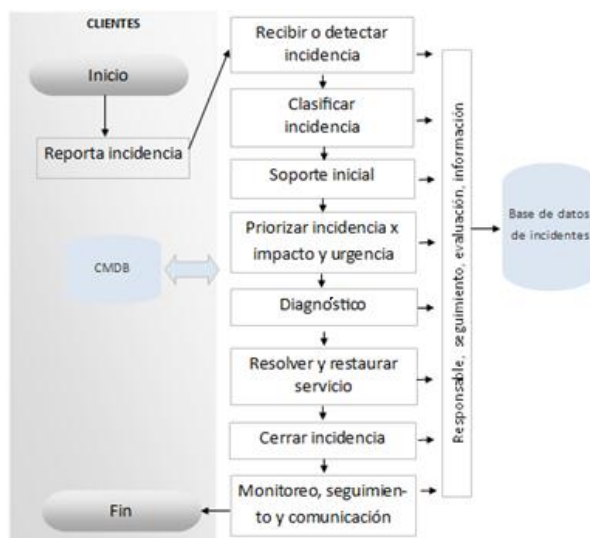 CLIENTES
Inicio
Reporta incidencia
CMDB
Fin
Recibir o detectar
incidencia
Clasificar
incidencia
Soporte inicial
Priorizar incidencia x
impacto y urgencia
Diagnóstico
Resolver y restaurar
servicio
Cerrar incidencia
Monitoreo, seguimien-
to y comunicación
Responsable, seguimiento, evaluación, información
Base de datos
de incidentes